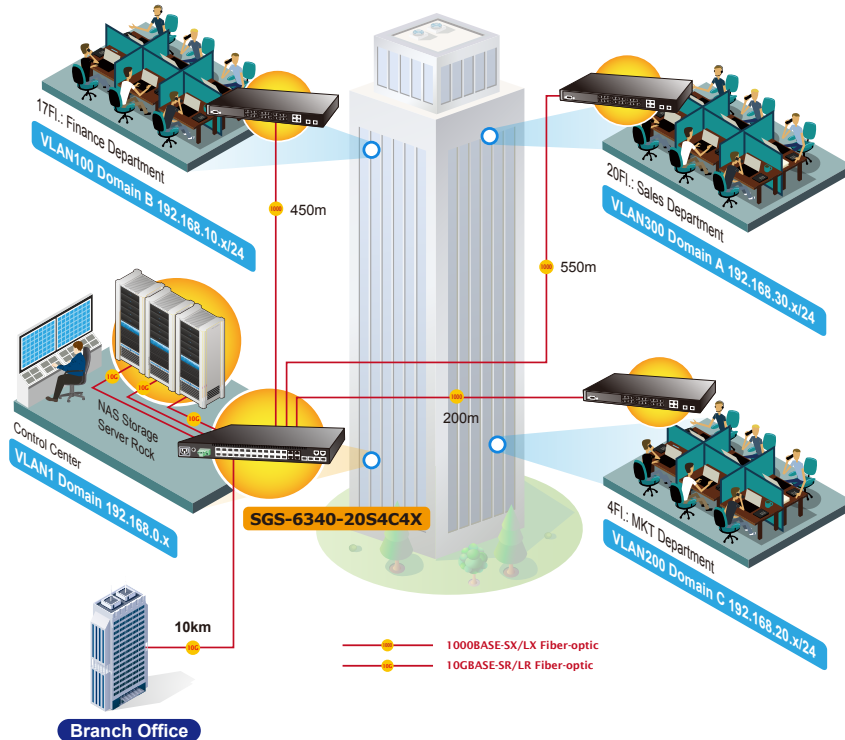 17Fl.: Finance Department
VLAN100 Domain B 192.168.10.x/24
1000
450m
20Fl.: Sales Department
VLAN300 Domain A 192.168.30.x/24
1000
550m
10G
10G
10G
NAS Storage
Server Rock
Control Center
VLAN1 Domain 192.168.0.x
1000
200m
SGS-6340-20S4C4X
4Fl.: MKT Department
VLAN200 Domain C 192.168.20.x/24
10km
10G
1000
1000BASE-SX/LX Fiber-optic
10G
10GBASE-SR/LR Fiber-optic
Branch Office